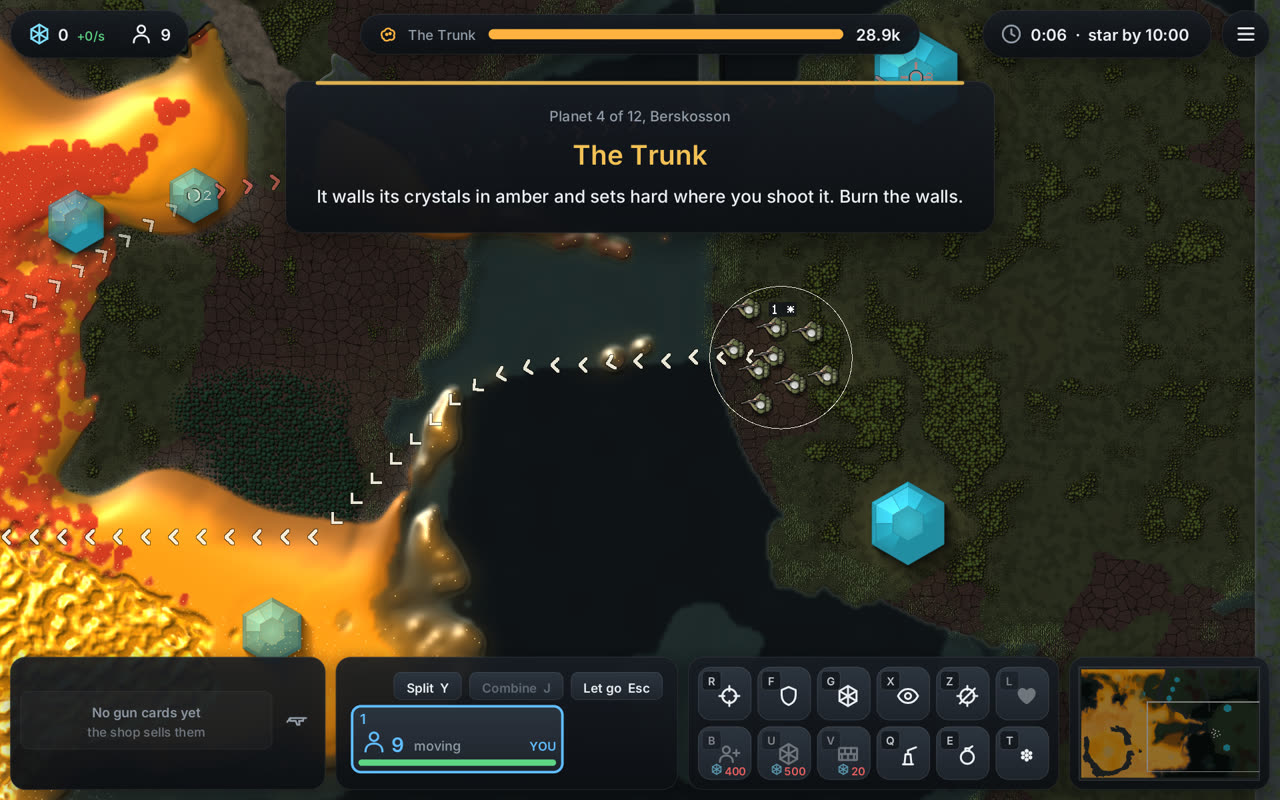 0 +0/s 9
The Trunk 28.9k
0:06 · star by 10:00
Planet 4 of 12, Berskosson
The Trunk
It walls its crystals in amber and sets hard where you shoot it. Burn the walls.
2
1
No gun cards yet
the shop sells them
Split Y
Combine J
Let go Esc
1
9 moving YOU
R F G X Z L
B U V Q E T
400 500 20